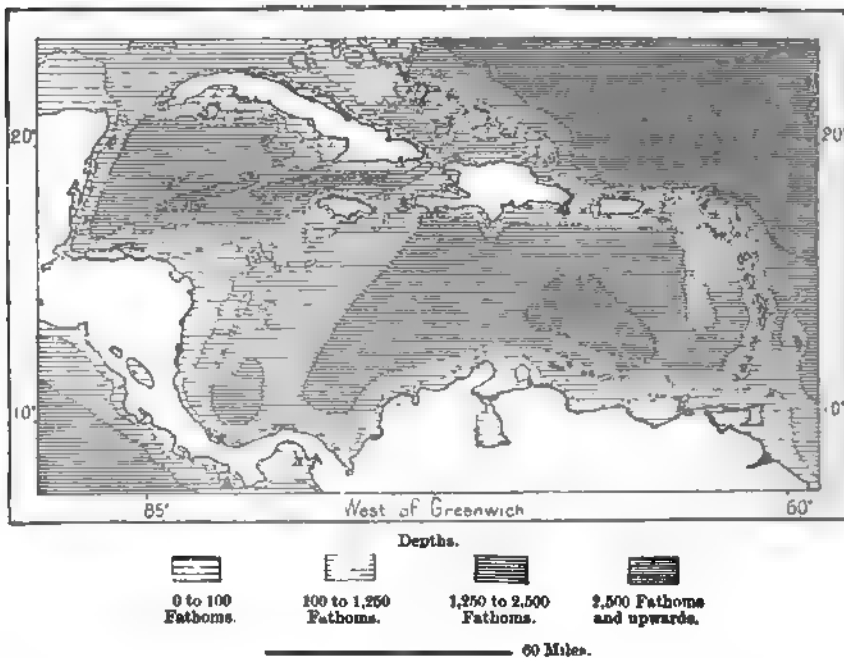 20°
20°
10°
10°
85°
West of Greenwich
60°
Depths.
0 to 100
Fathoms.
100 to 1,250
Fathoms.
1,250 to 2,500
Fathoms.
2,500 Fathoms
and upwards.
60 Miles.